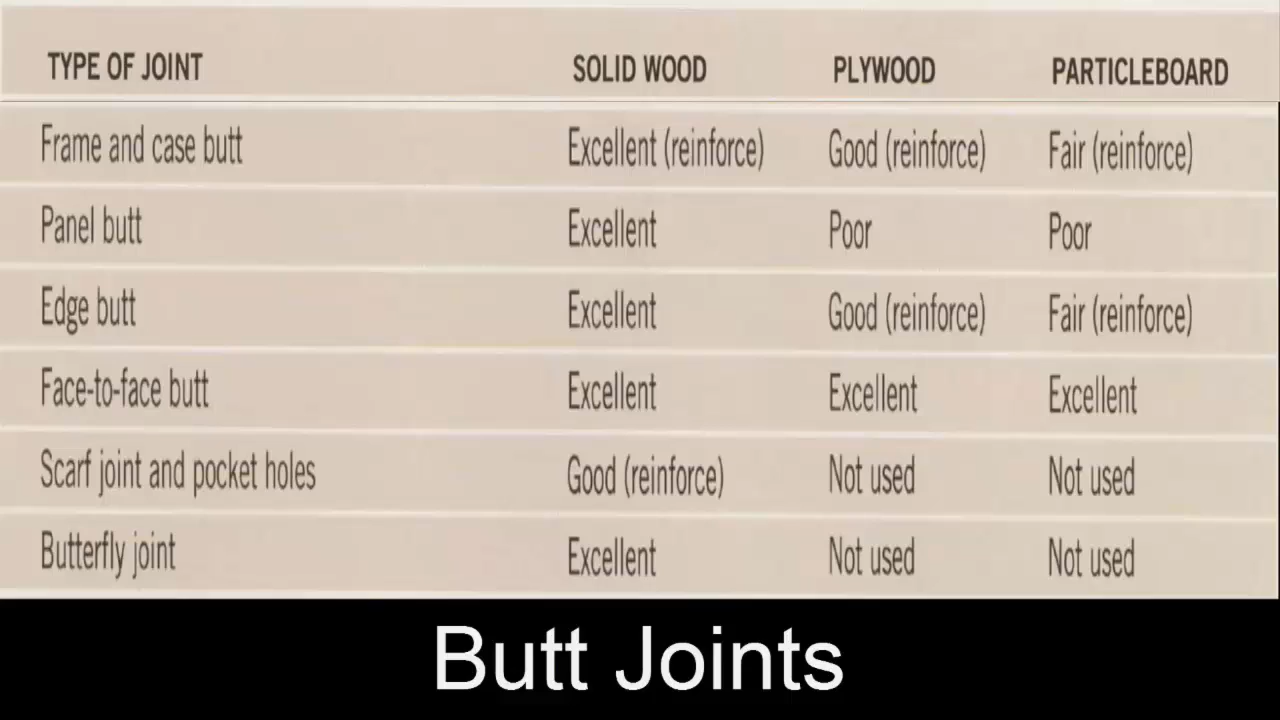 TYPE OF JOINT SOLID WOOD PLYWOOD PARTICLEBOARD
Frame and case butt Excellent (reinforce) Good (reinforce) Fair (reinforce)
Panel butt Excellent Poor Poor
Edge butt Excellent Good (reinforce) Fair (reinforce)
Face-to-face butt Excellent Excellent Excellent
Scarf joint and pocket holes Good (reinforce) Not used Not used
Butterfly joint Excellent Not used Not used
Butt Joints